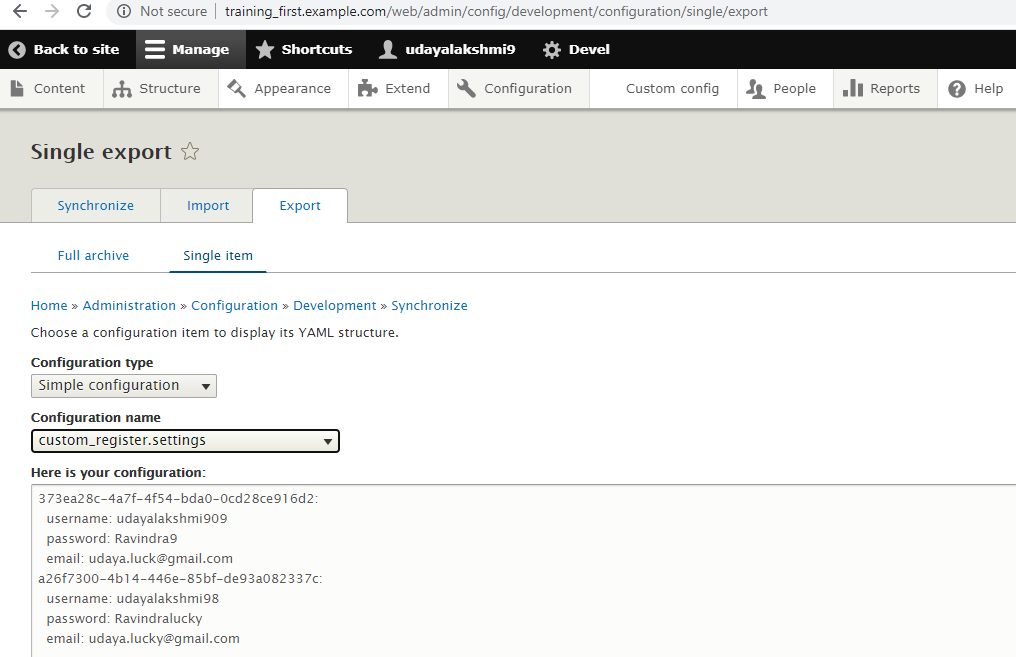 Not secure | training_first.example.com/web/admin/config/development/configuration/single/export
Back to site Manage Shortcuts udayalakshmi9 Devel
Content Structure Appearance Extend Configuration Custom config People Reports Help
Single export
Synchronize Import Export
Full archive Single item
Home » Administration » Configuration » Development » Synchronize
Choose a configuration item to display its YAML structure.
Configuration type
Simple configuration
Configuration name
custom_register.settings
Here is your configuration:
373ea28c-4a7f-4f54-bda0-0cd28ce916d2:
username: udayalakshmi909
password: Ravindra9
email: udaya.luck@gmail.com
a26f7300-4b14-446e-85bf-de93a082337c:
username: udayalakshmi98
password: Ravindralucky
email: udaya.lucky@gmail.com